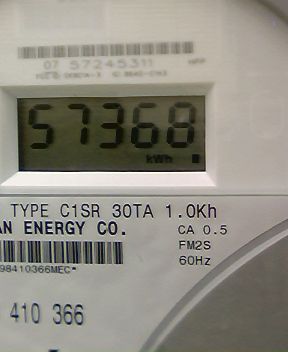 07 57245311
57368
kWh
TYPE C1SR 30TA 1.0Kh
AN ENERGY CO.
CA 0.5
FM2S
60Hz
98410366MEC*
410 366